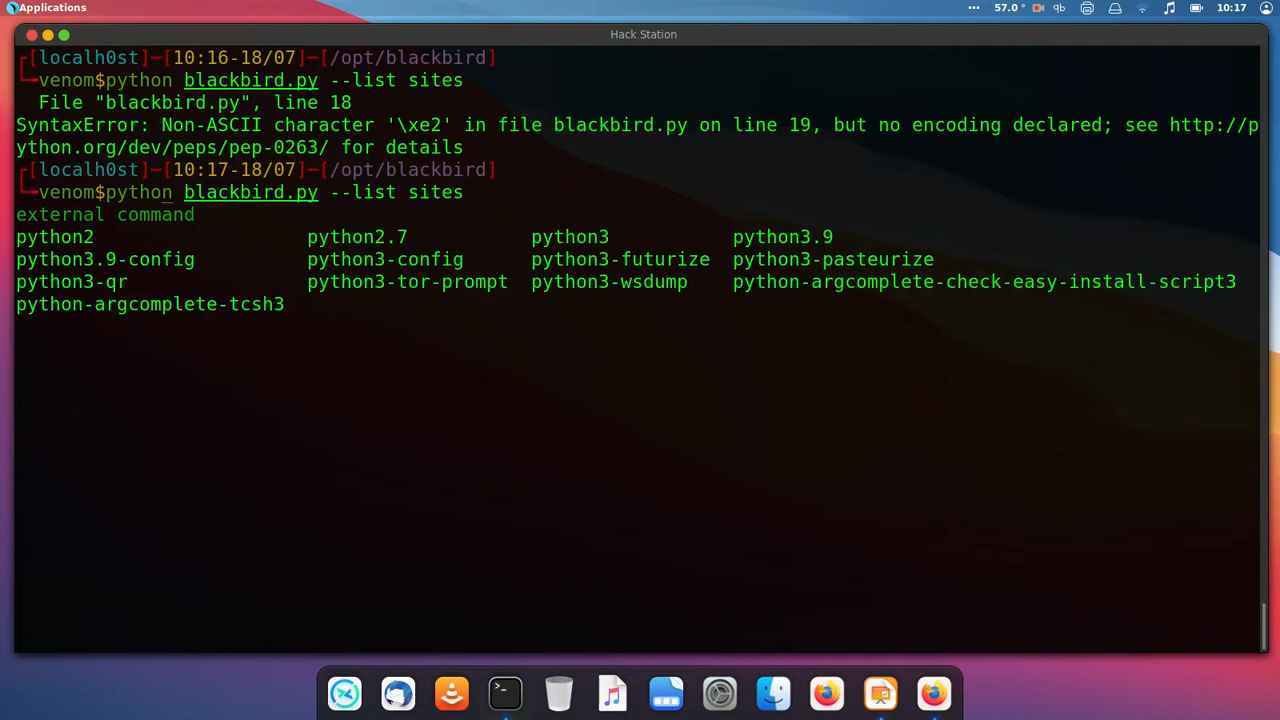 Applications
57.0 °
qb
10:17
Hack Station
[localh0st]─[10:16-18/07]─[/opt/blackbird]
venom$python blackbird.py --list sites
File "blackbird.py", line 18
SyntaxError: Non-ASCII character '\xe2' in file blackbird.py on line 19, but no encoding declared; see http://p
ython.org/dev/peps/pep-0263/ for details
[localh0st]─[10:17-18/07]─[/opt/blackbird]
venom$python blackbird.py --list sites
external command
python2 python2.7 python3 python3.9
python3.9-config python3-config python3-futurize python3-pasteurize
python3-qr python3-tor-prompt python3-wsdump python-argcomplete-check-easy-install-script3
python-argcomplete-tcsh3